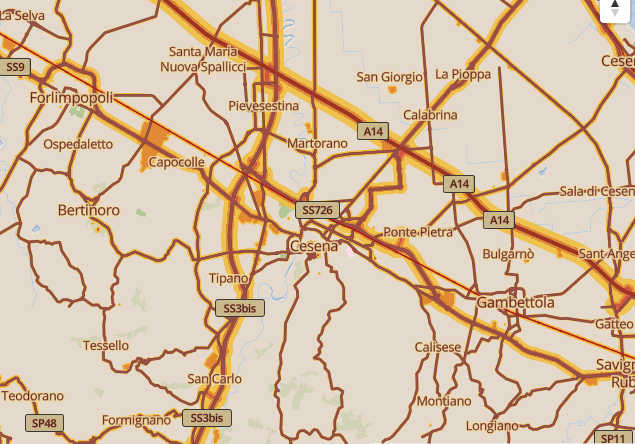 La Selva
Santa Maria
Nuova Spallicci
SS9
San Giorgio
La Pioppa
Forlimpopoli
Pievesestina
Calabrina
A14
Ospedaletto
Martorano
Capocolle
A14
Sala di Cesen
Bertinoro
SS726
A14
Ponte Pietra
Cesena
Bulgarnò
Sant'Ange
Tipano
SS3bis
Gambettola
Gatteo
Tessello
Calisese
Savign
Rub
San Carlo
Teodorano
Montiano
SP48
Formignano
SS3bis
Longiano
SP11